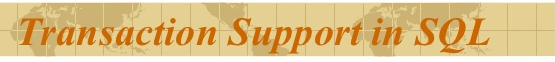 Transaction Support in SQL